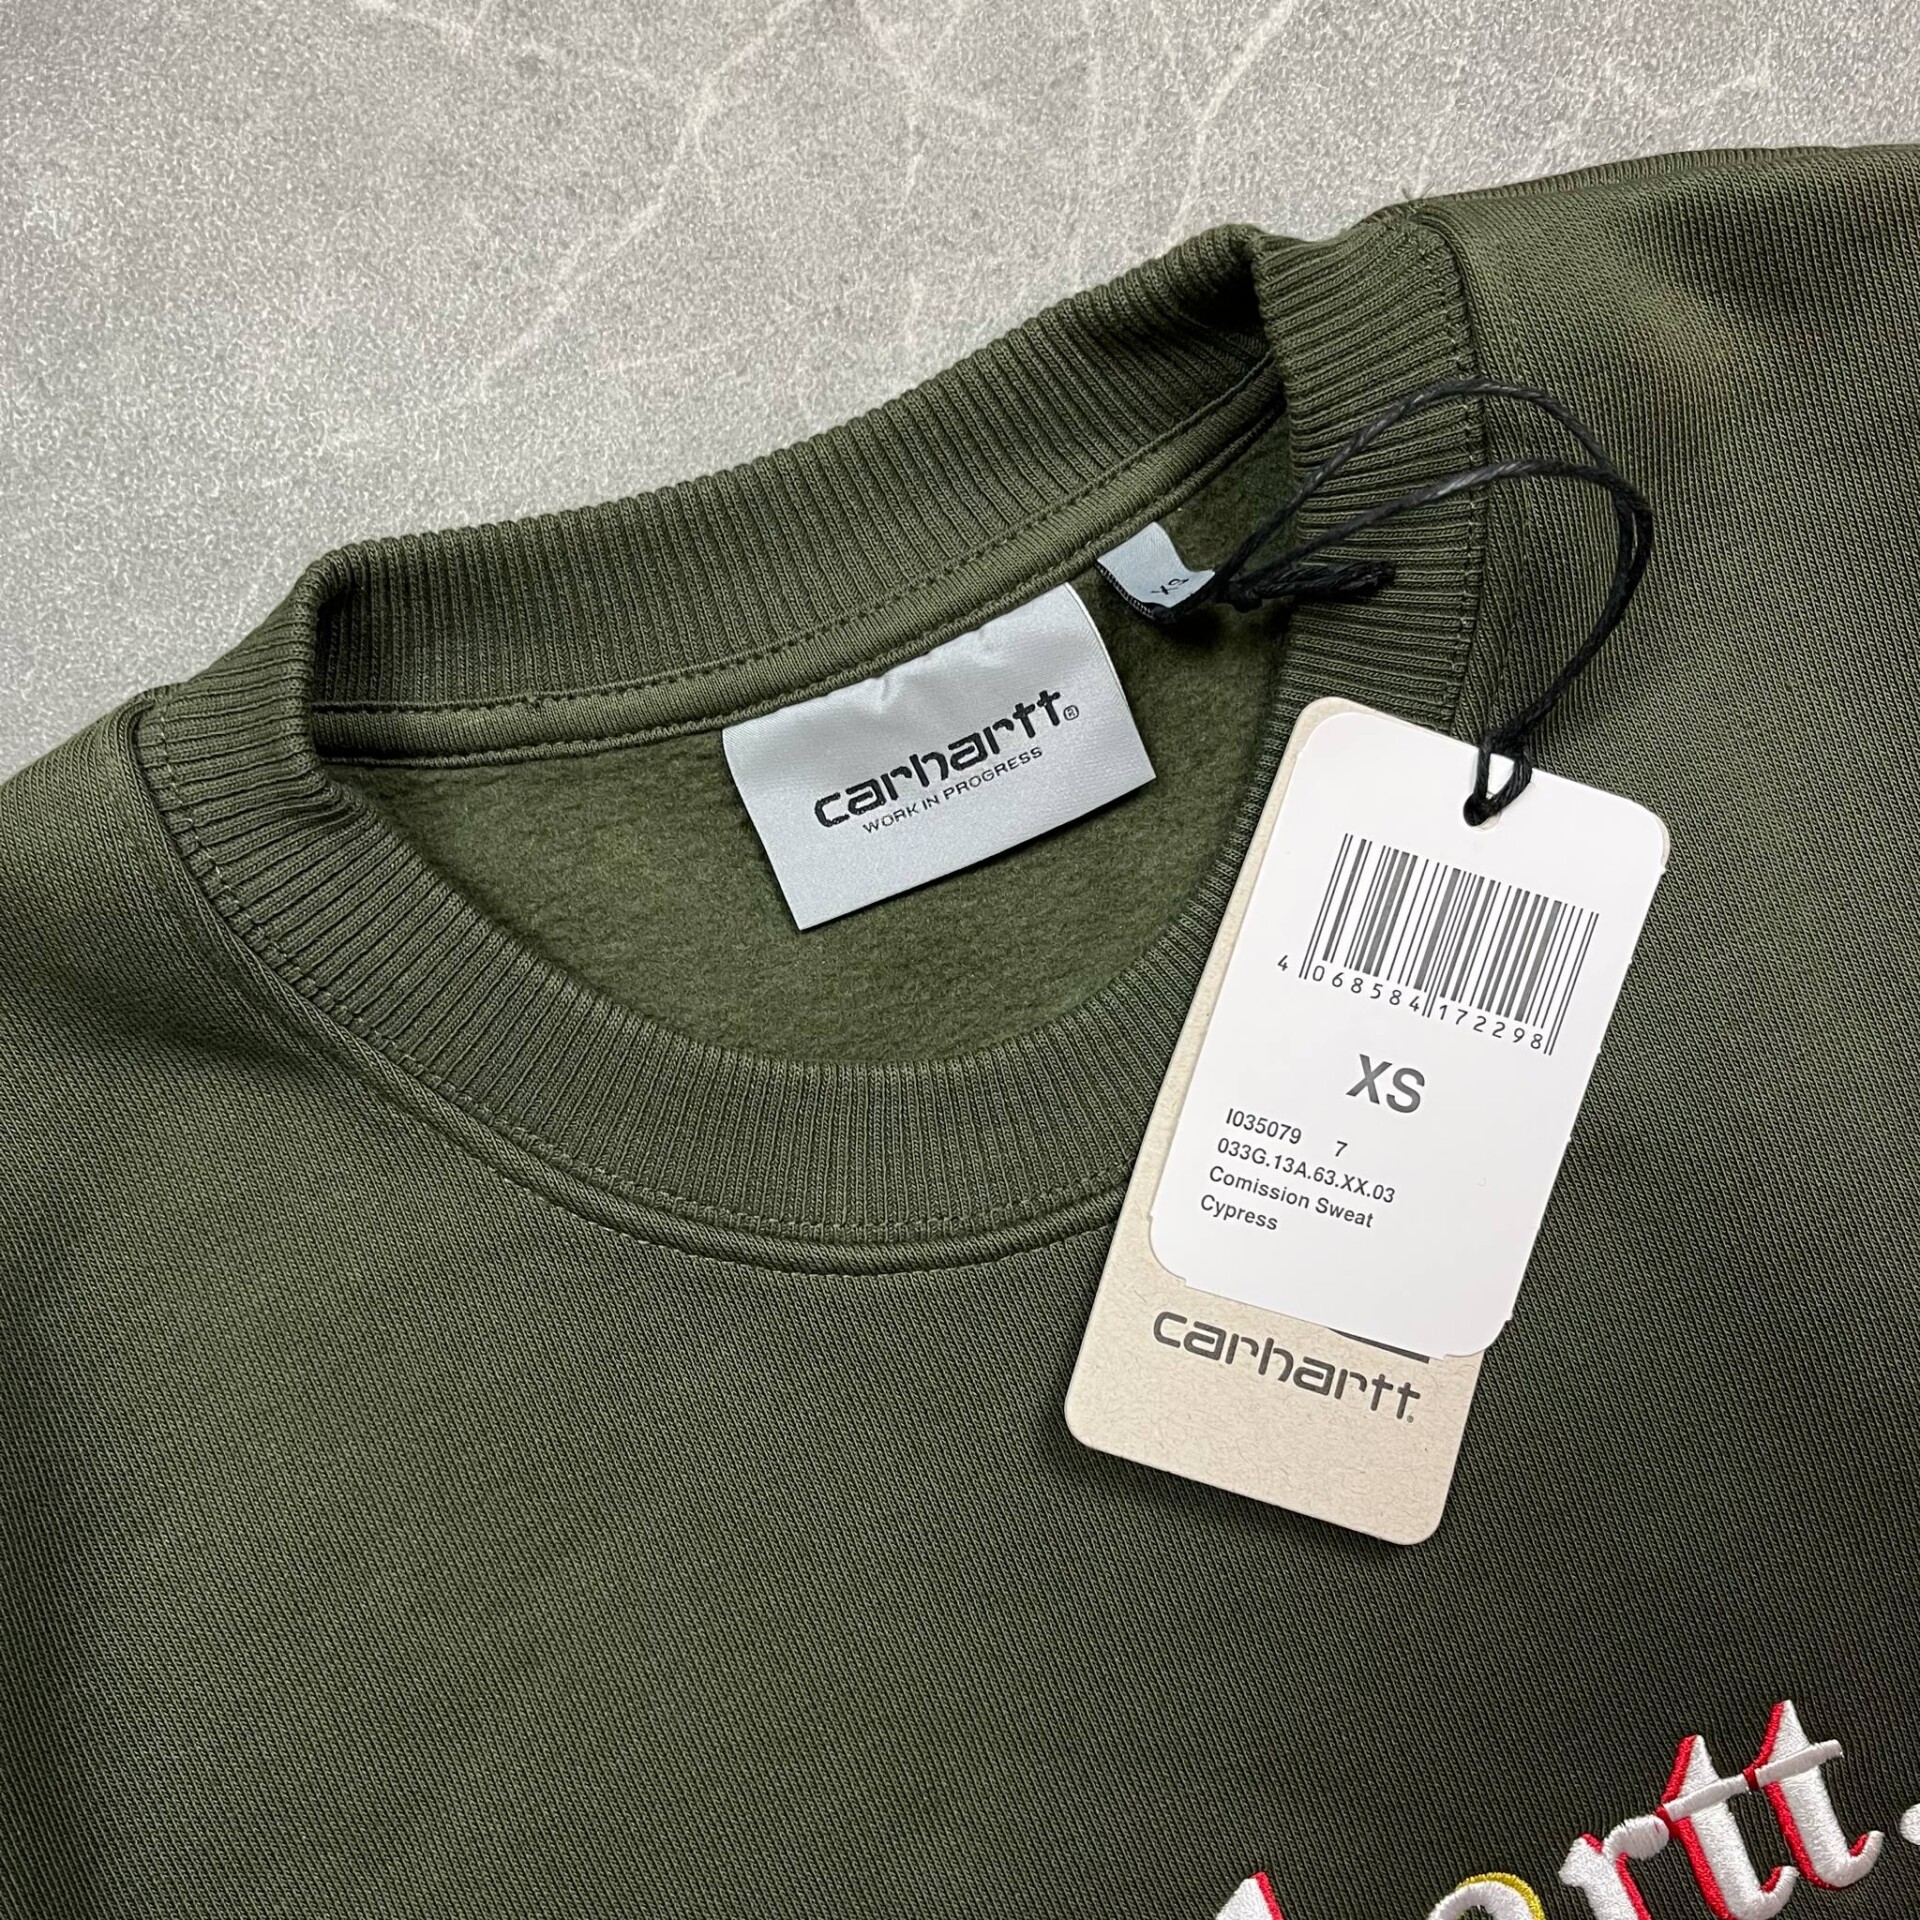 carhartt®
WORK IN PROGRESS
XS
4 068584 172298
XS
I035079 7
033G.13A.63.XX.03
Comission Sweat
Cypress
carhartt
artt.